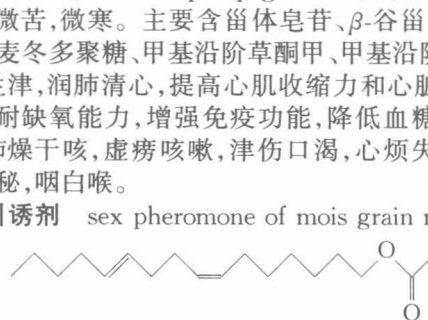 微苦,微寒。主要含甾体皂苷、β-谷甾
麦冬多聚糖、甲基沿阶草酮甲、甲基沿阶
生津,润肺清心,提高心肌收缩力和心脏
耐缺氧能力,增强免疫功能,降低血糖
燥干咳,虚痨咳嗽,津伤口渴,心烦失
秘,咽白喉。
诱剂 sex pheromone of mois grain
O
O